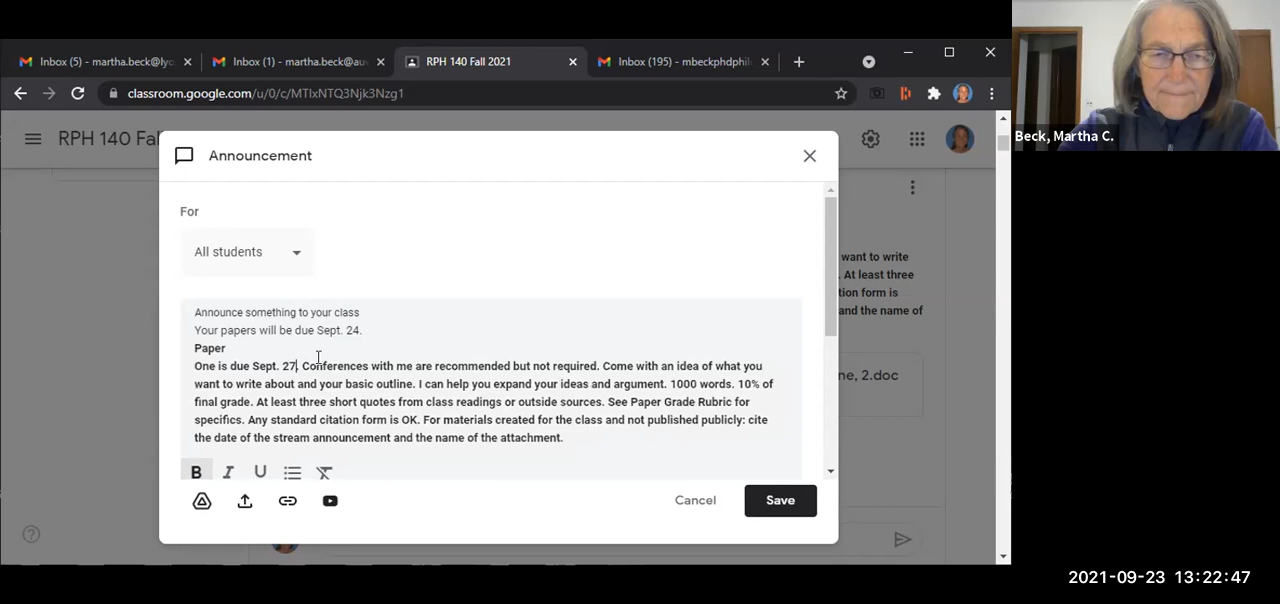 Inbox (5) - martha.beck@lyo
Inbox (1) - martha.beck@au
RPH 140 Fall 2021
Inbox (195) - mbeckphdphil
classroom.google.com/u/0/c/MTIxNTQ3Njk3Nzg1
Beck, Martha C.
RPH 140 Fal
Announcement
For
All students
want to write
. At least three
tion form is
and the name of
Announce something to your class
Your papers will be due Sept. 24.
Paper
One is due Sept. 27. Conferences with me are recommended but not required. Come with an idea of what you
want to write about and your basic outline. I can help you expand your ideas and argument. 1000 words. 10% of
final grade. At least three short quotes from class readings or outside sources. See Paper Grade Rubric for
specifics. Any standard citation form is OK. For materials created for the class and not published publicly: cite
the date of the stream announcement and the name of the attachment.
ne, 2.doc
B I U
Cancel
Save
2021-09-23 13:22:47